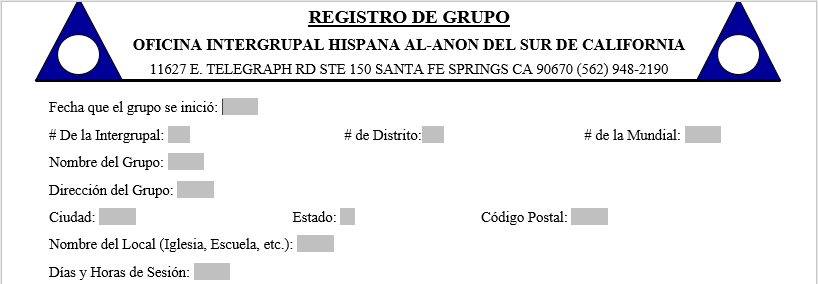 REGISTRO DE GRUPO
OFICINA INTERGRUPAL HISPANA AL-ANON DEL SUR DE CALIFORNIA
11627 E. TELEGRAPH RD STE 150 SANTA FE SPRINGS CA 90670 (562) 948-2190
Fecha que el grupo se inició:
# De la Intergrupal: # de Distrito: # de la Mundial:
Nombre del Grupo:
Dirección del Grupo:
Ciudad: Estado: Código Postal:
Nombre del Local (Iglesia, Escuela, etc.):
Días y Horas de Sesión: